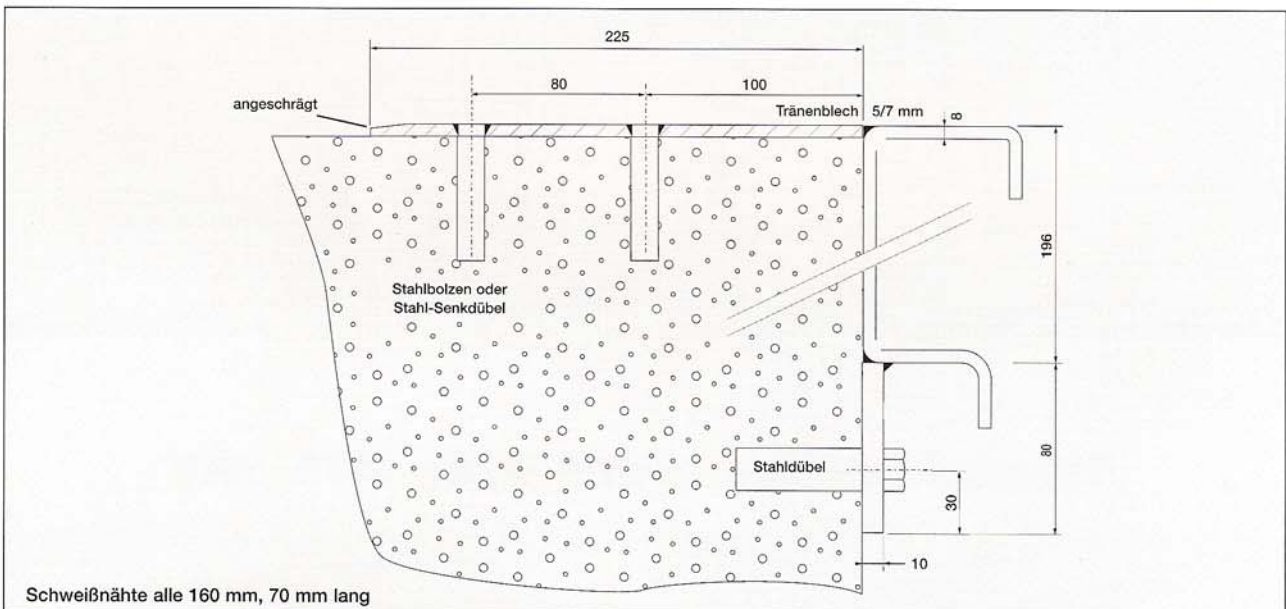 225
80
100
angeschrägt
Tränenblech 5/7 mm
8
196
Stahlbolzen oder
Stahl-Senkdübel
Stahldübel
80
30
10
Schweißnähte alle 160 mm, 70 mm lang